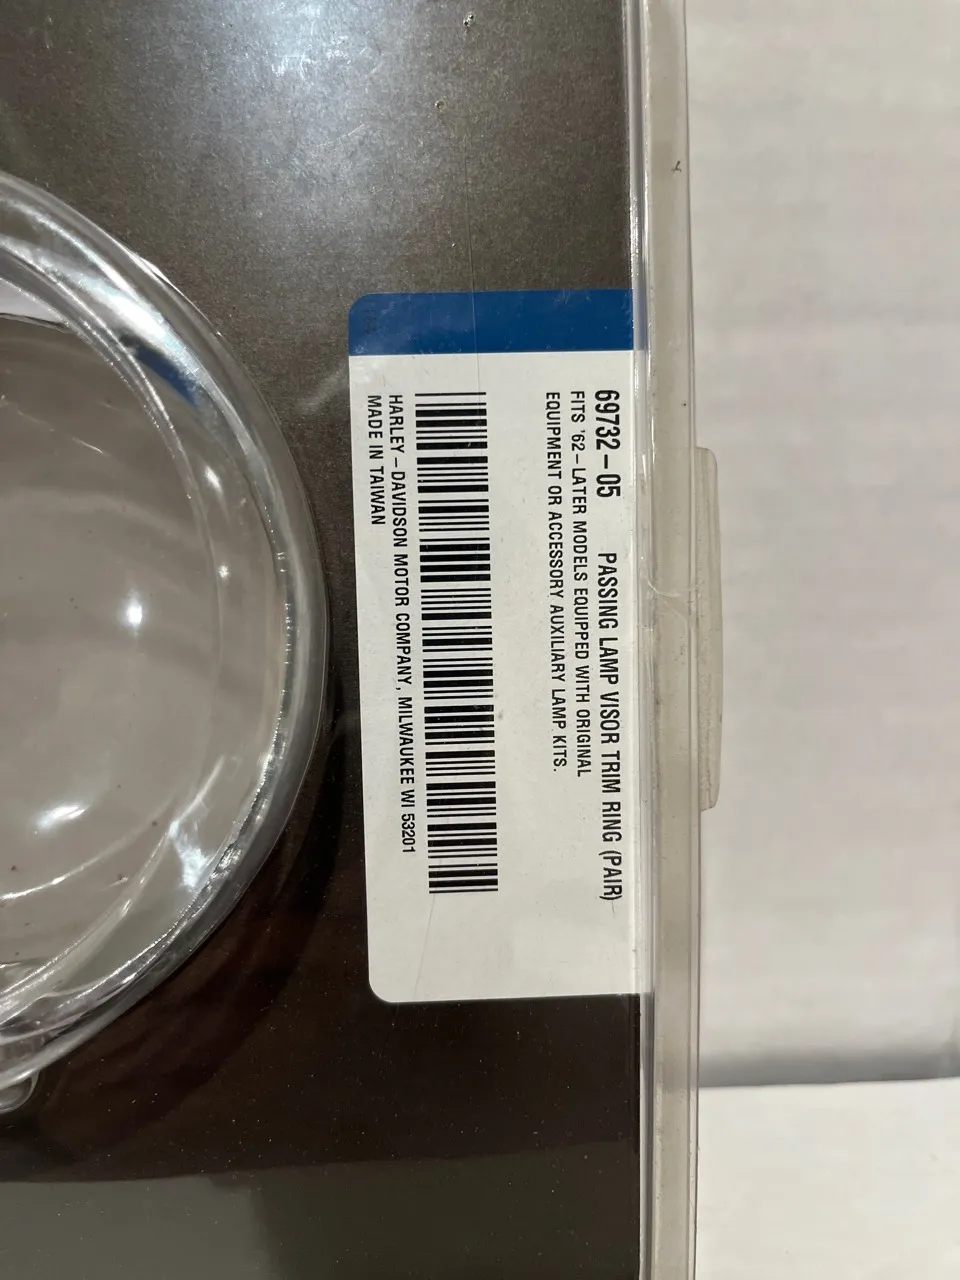 69732-05 PASSING LAMP VISOR TRIM RING (PAIR)
FITS '62-LATER MODELS EQUIPPED WITH ORIGINAL
EQUIPMENT OR ACCESSORY AUXILIARY LAMP KITS.
HARLEY-DAVIDSON MOTOR COMPANY, MILWAUKEE WI 53201
MADE IN TAIWAN